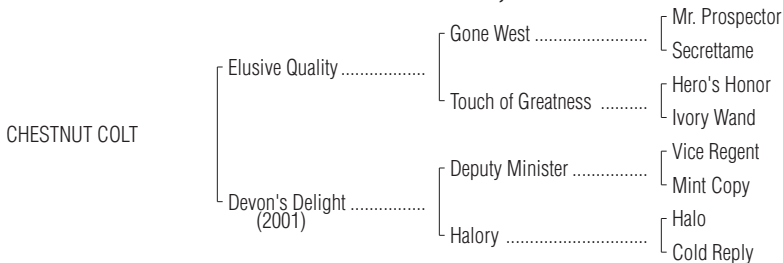 Mr. Prospector
Gone West ........................
Secrettame
Elusive Quality ..................
Hero's Honor
Touch of Greatness ..........
Ivory Wand
CHESTNUT COLT
Vice Regent
Deputy Minister ................
Mint Copy
Devon's Delight ................
(2001)
Halo
Halory ..............................
Cold Reply